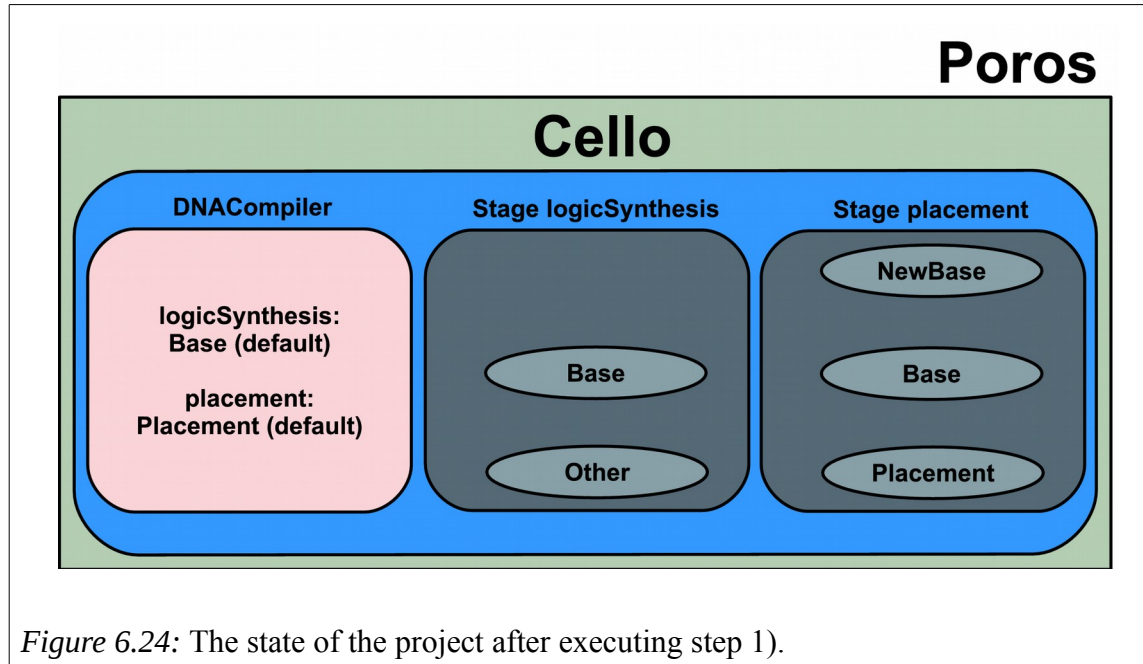 Poros
Cello
DNACompiler
logicSynthesis:
Base (default)
placement:
Placement (default)
Stage logicSynthesis
Base
Other
Stage placement
NewBase
Base
Placement
Figure 6.24: The state of the project after executing step 1).